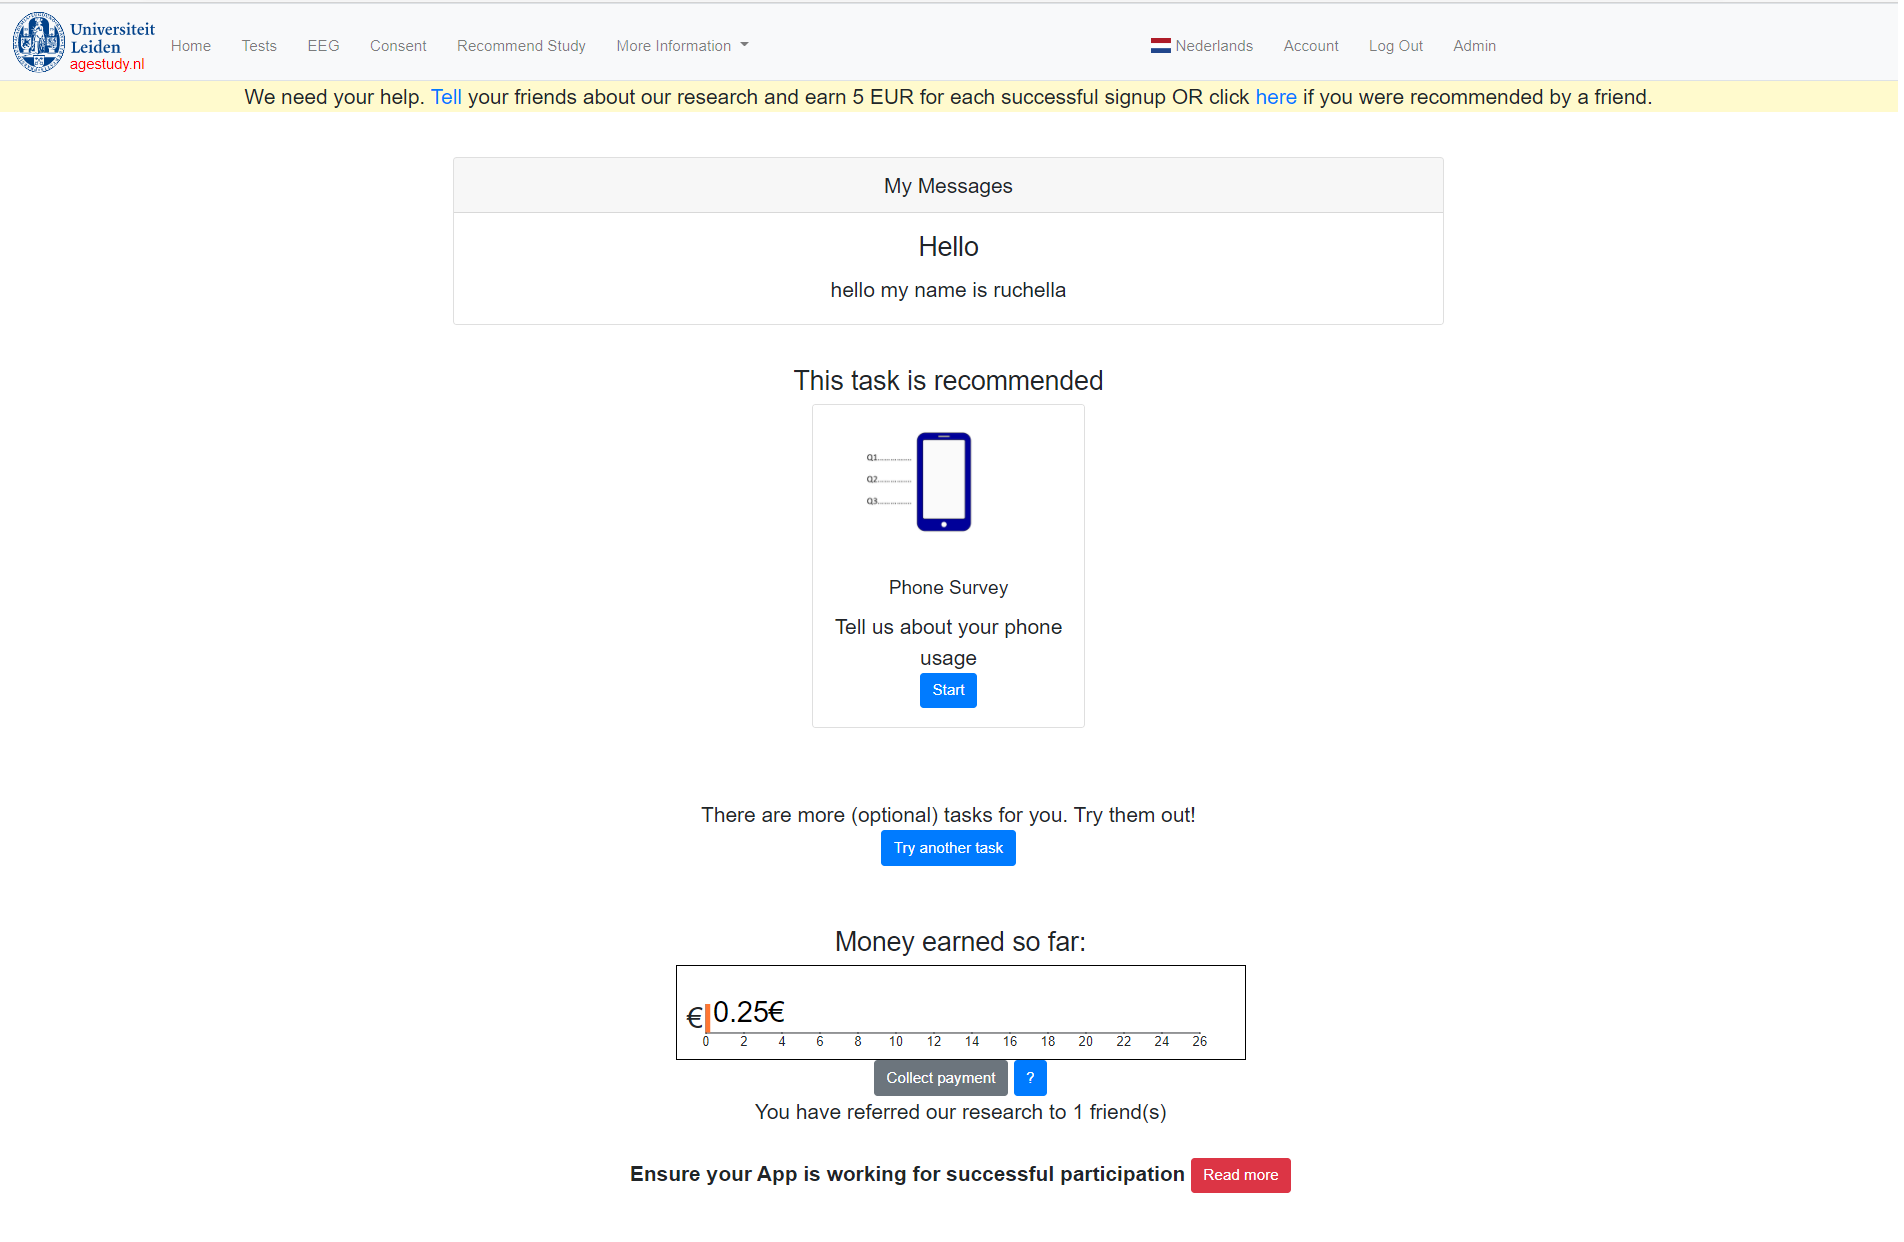 Universiteit
Leiden
agestudy.nl
Home
Tests
EEG
Consent
Recommend Study
More Information
Nederlands
Account
Log Out
Admin
We need your help. Tell your friends about our research and earn 5 EUR for each successful signup OR click here if you were recommended by a friend.
My Messages
Hello
hello my name is ruchella
This task is recommended
Q1
Q2
Q3
Phone Survey
Tell us about your phone
usage
Start
There are more (optional) tasks for you. Try them out!
Try another task
Money earned so far:
€ 0.25€
0 2 4 6 8 10 12 14 16 18 20 22 24 26
Collect payment ?
You have referred our research to 1 friend(s)
Ensure your App is working for successful participation Read more